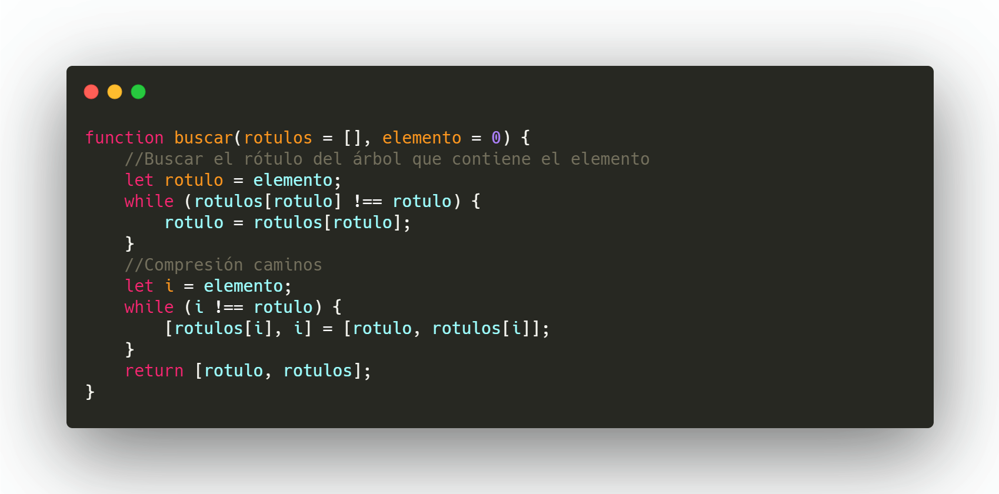 function buscar(rotulos = [], elemento = 0) {
    //Buscar el rótulo del árbol que contiene el elemento
    let rotulo = elemento;
    while (rotulos[rotulo] !== rotulo) {
        rotulo = rotulos[rotulo];
    }
    //Compresión caminos
    let i = elemento;
    while (i !== rotulo) {
        [rotulos[i], i] = [rotulo, rotulos[i]];
    }
    return [rotulo, rotulos];
}